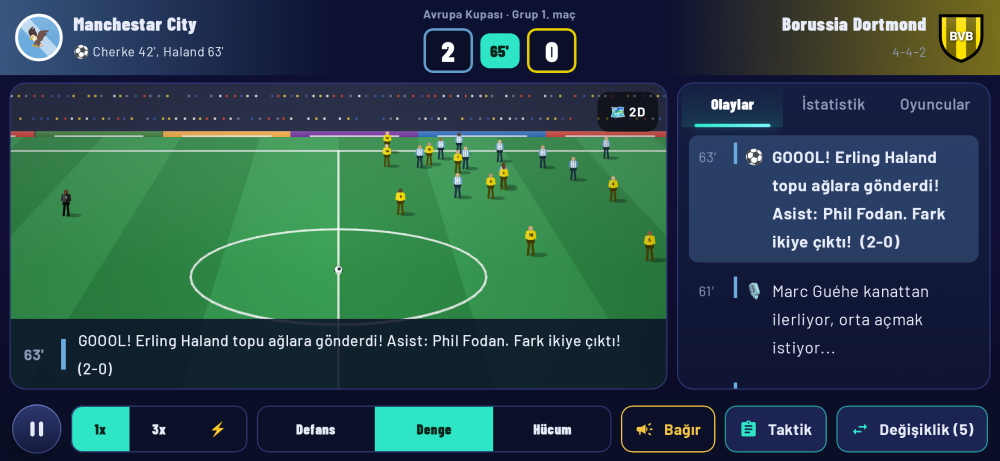 Manchestar City
⚽ Cherke 42', Haland 63'
Avrupa Kupası · Grup 1. maç
2 65' 0
Borussia Dortmond
4-4-2
BVB
🗺️ 2D
63' GOOOL! Erling Haland topu ağlara gönderdi! Asist: Phil Fodan. Fark ikiye çıktı!
(2-0)
Olaylar İstatistik Oyuncular
63' ⚽ GOOOL! Erling Haland
topu ağlara gönderdi!
Asist: Phil Fodan. Fark
ikiye çıktı! (2-0)
61' 🎙️ Marc Guéhe kanattan
ilerliyor, orta açmak
istiyor...
1x 3x ⚡
Defans Denge Hücum
Bağır
Taktik
Değişiklik (5)